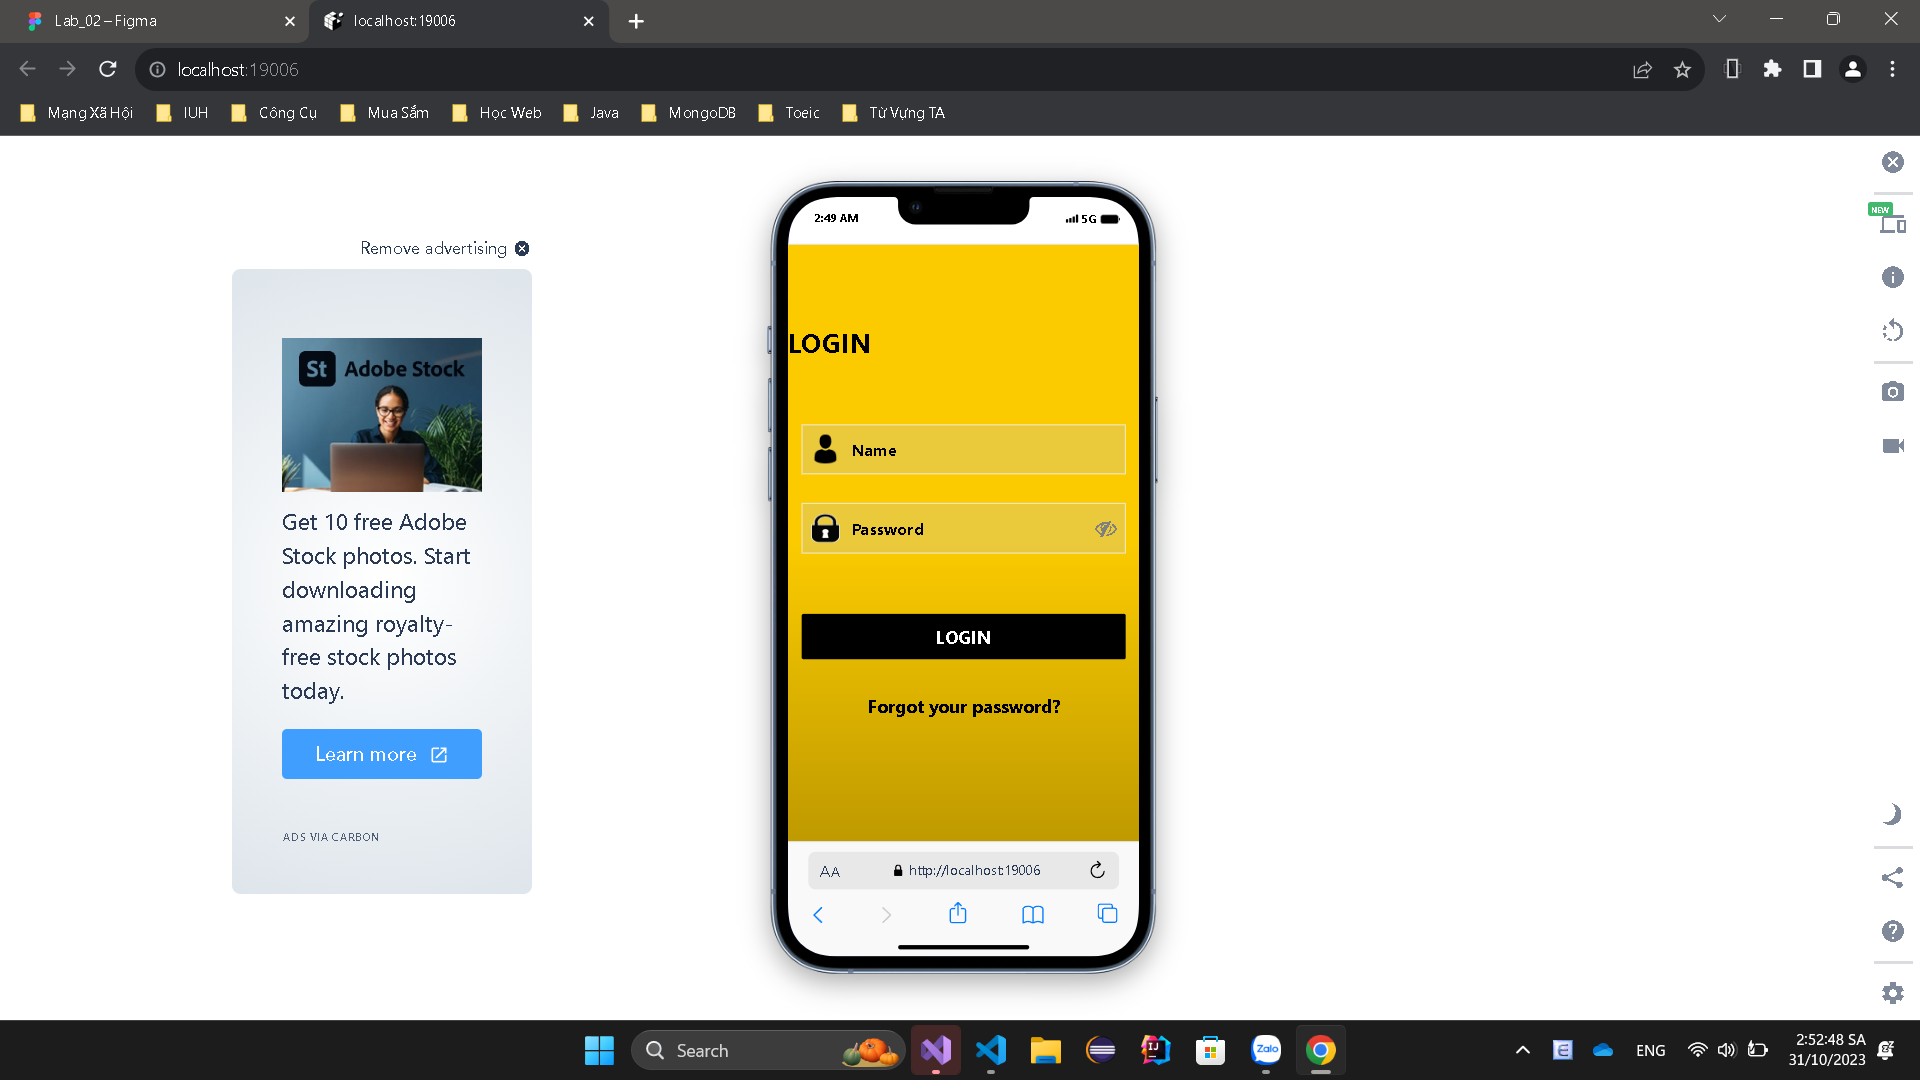 Lab_02 – Figma
localhost:19006
localhost:19006
Mạng Xã Hội
IUH
Công Cụ
Mua Sắm
Học Web
Java
MongoDB
Toeic
Từ Vựng TA
2:49 AM
5G
NEW
Remove advertising
LOGIN
St Adobe Stock
Name
Get 10 free Adobe
Stock photos. Start
downloading
amazing royalty-
free stock photos
today.
Password
LOGIN
Forgot your password?
Learn more
ADS VIA CARBON
AA
http://localhost:19006
Search
IJ
Zalo
ENG
2:52:48 SA
31/10/2023